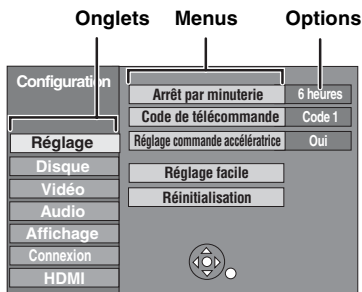 Onglets Menus Options
Configuration
Arrêt par minuterie 6 heures
Code de télécommande Code 1
Réglage Réglage commande accélératrice Oui
Disque Réglage facile
Vidéo Réinitialisation
Audio
Affichage
Connexion
HDMI